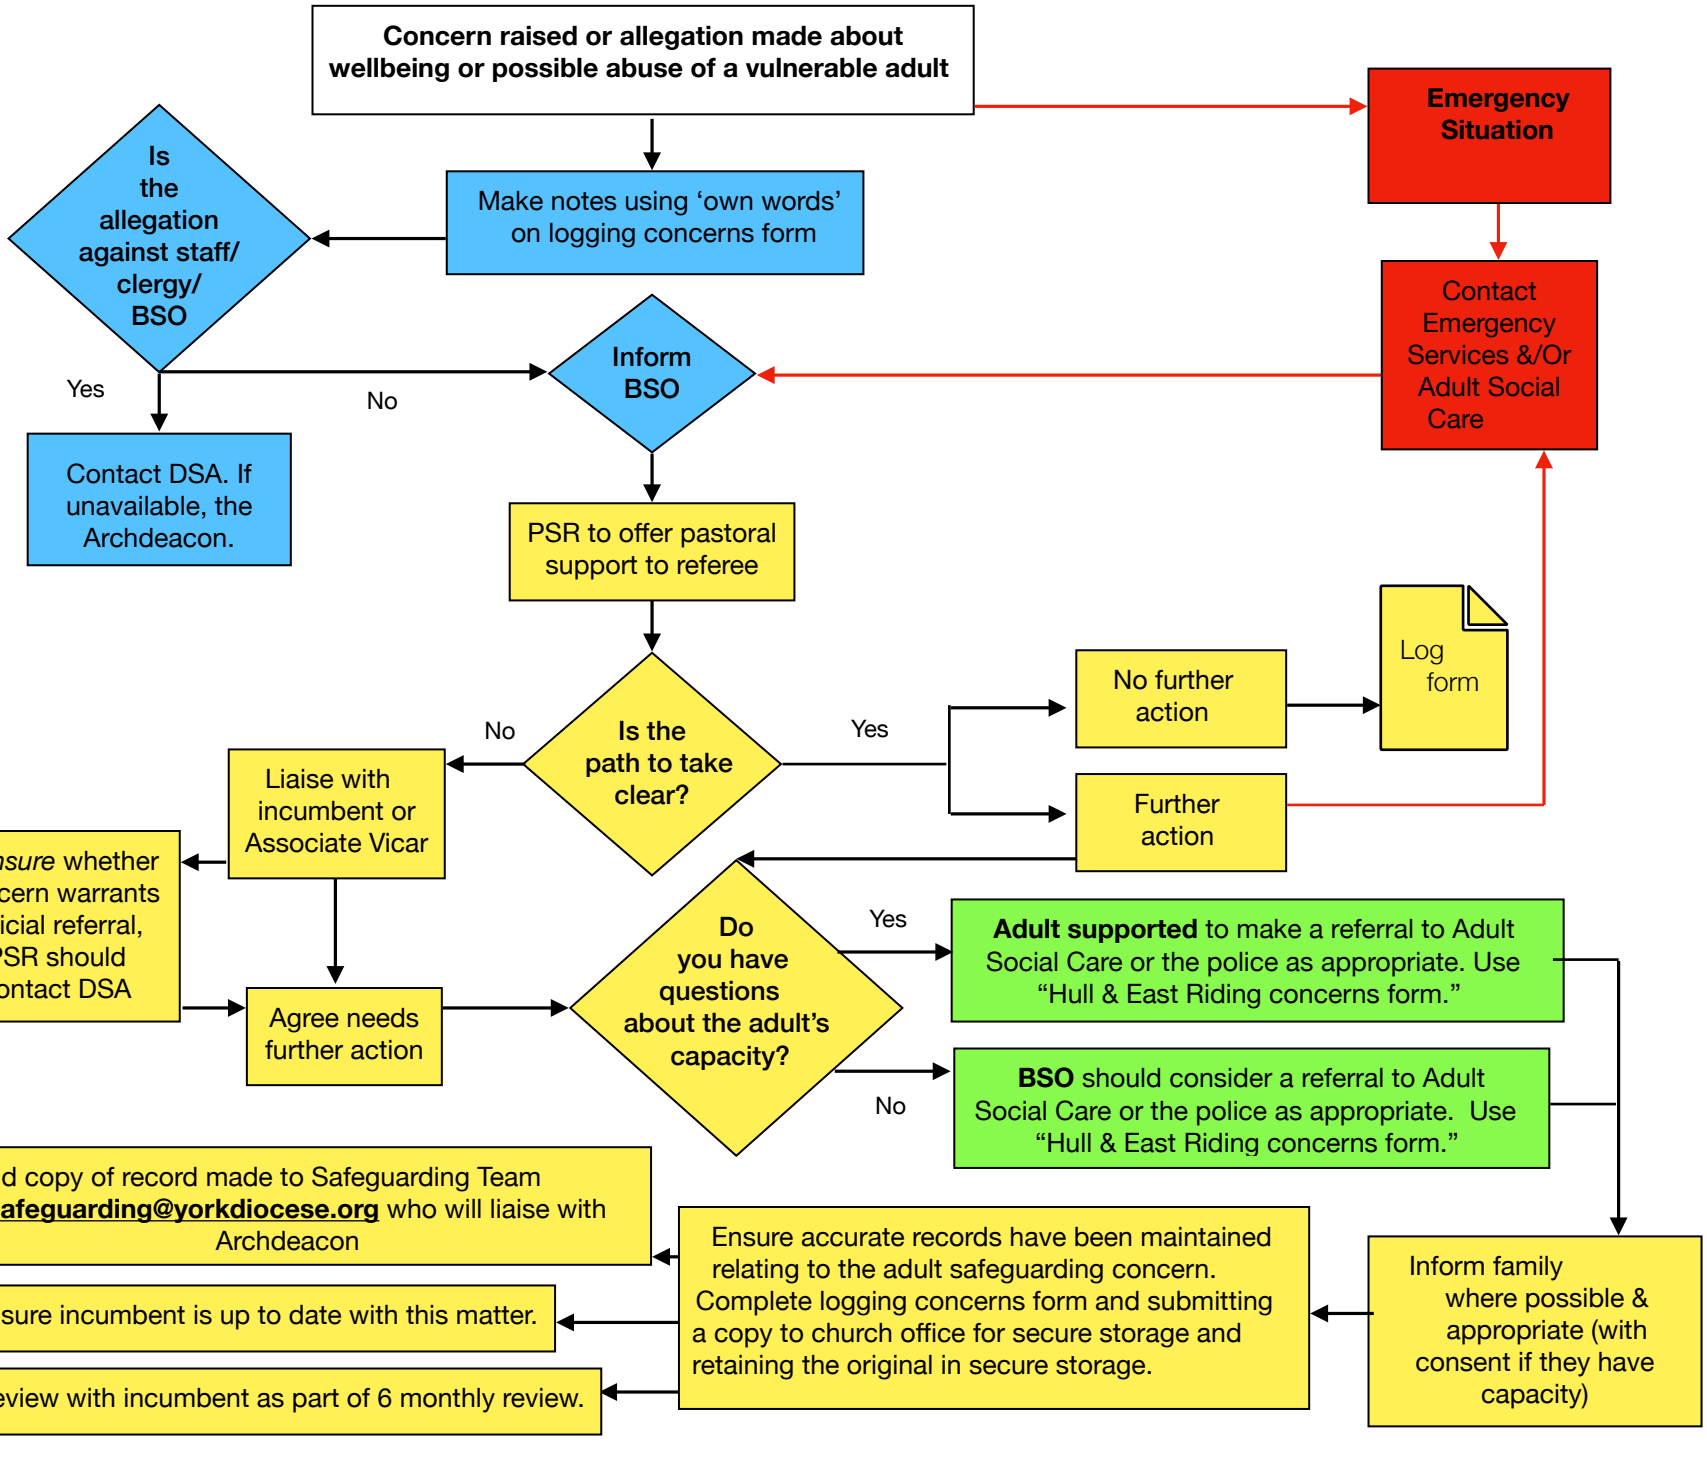 Concern raised or allegation made about
wellbeing or possible abuse of a vulnerable adult
Emergency
Situation
Is
the
allegation
against staff/
clergy/
BSO
Make notes using ‘own words’
on logging concerns form
Contact
Emergency
Services &/Or
Adult Social
Care
Inform
BSO
Yes
No
Contact DSA. If
unavailable, the
Archdeacon.
PSR to offer pastoral
support to referee
Log
form
No further
action
Is the
path to take
clear?
No
Yes
Liaise with
incumbent or
Associate Vicar
Further
action
nsure whether
cern warrants
icial referral,
PSR should
ontact DSA
Do
you have
questions
about the adult's
capacity?
Yes
No
Adult supported to make a referral to Adult
Social Care or the police as appropriate. Use
“Hull & East Riding concerns form.”
Agree needs
further action
BSO should consider a referral to Adult
Social Care or the police as appropriate.  Use
“Hull & East Riding concerns form.”
d copy of record made to Safeguarding Team
afeguarding@yorkdiocese.org who will liaise with
Archdeacon
Ensure accurate records have been maintained
relating to the adult safeguarding concern.
Complete logging concerns form and submitting
a copy to church office for secure storage and
retaining the original in secure storage.
Inform family
where possible &
appropriate (with
consent if they have
capacity)
sure incumbent is up to date with this matter.
eview with incumbent as part of 6 monthly review.